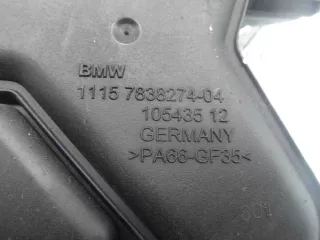 BMW
1115 7838274-04
105435 12
GERMANY
>PA66-GF35<